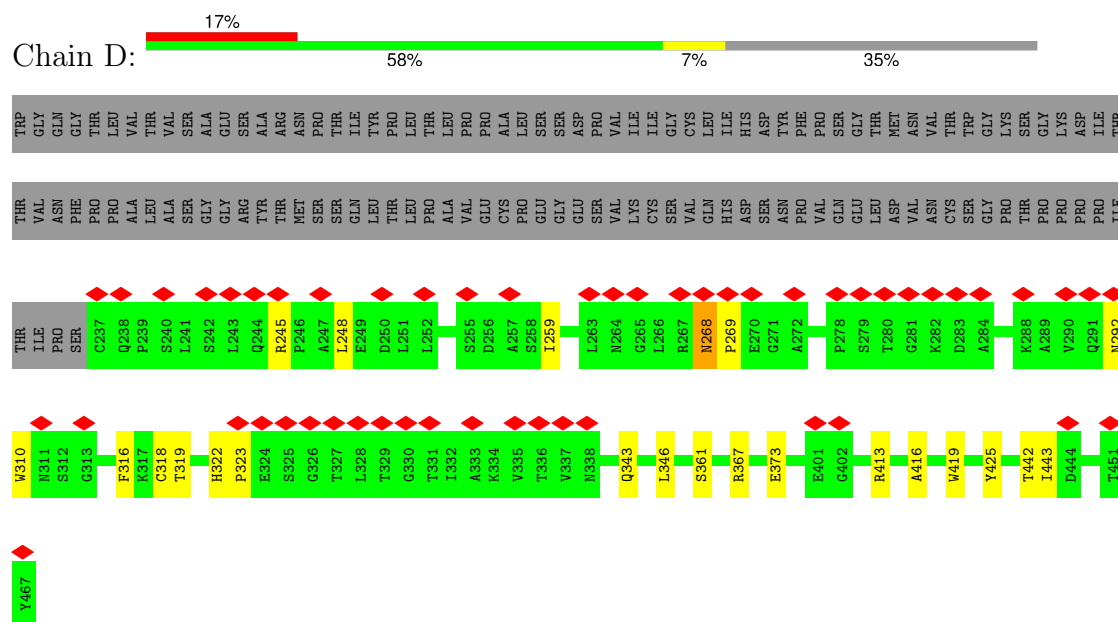 17%
Chain D:
58% 7% 35%
TRP GLY GLN GLY THR LEU VAL THR VAL SER ALA GLU SER ALA ARG ASN PRO THR ILE TYR PRO LEU THR LEU PRO PRO ALA LEU SER SER ASP PRO VAL ILE ILE GLY CYS LEU ILE HIS ASP TYR PHE PRO SER GLY THR MET ASN VAL THR TRP GLY LYS SER GLY LYS ASP ILE THR
THR VAL ASN PHE PRO PRO ALA LEU ALA SER GLY GLY ARG TYR THR MET SER SER GLN LEU THR LEU PRO ALA VAL GLU CYS PRO GLU GLY GLU SER VAL LYS CYS SER VAL GLN HIS ASP SER ASN PRO VAL GLN GLU LEU ASP VAL ASN CYS SER GLY PRO THR PRO PRO PRO PRO ILE
THR ILE PRO SER C237 Q238 P239 S240 L241 S242 L243 Q244 R245 P246 A247 L248 E249 D250 L251 L252 S255 D256 A257 S258 I259 L263 N264 G265 L266 R267 N268 P269 E270 G271 A272 P278 S279 T280 G281 K282 D283 A284 K288 A289 V290 Q291 N292
W310 N311 S312 G313 F316 K317 C318 T319 H322 P323 E324 S325 G326 T327 L328 T329 G330 T331 I332 A333 K334 V335 T336 V337 N338 Q343 L346 S361 R367 E373 E401 G402 R413 A416 W419 Y425 T442 I443 D444 T451
Y467